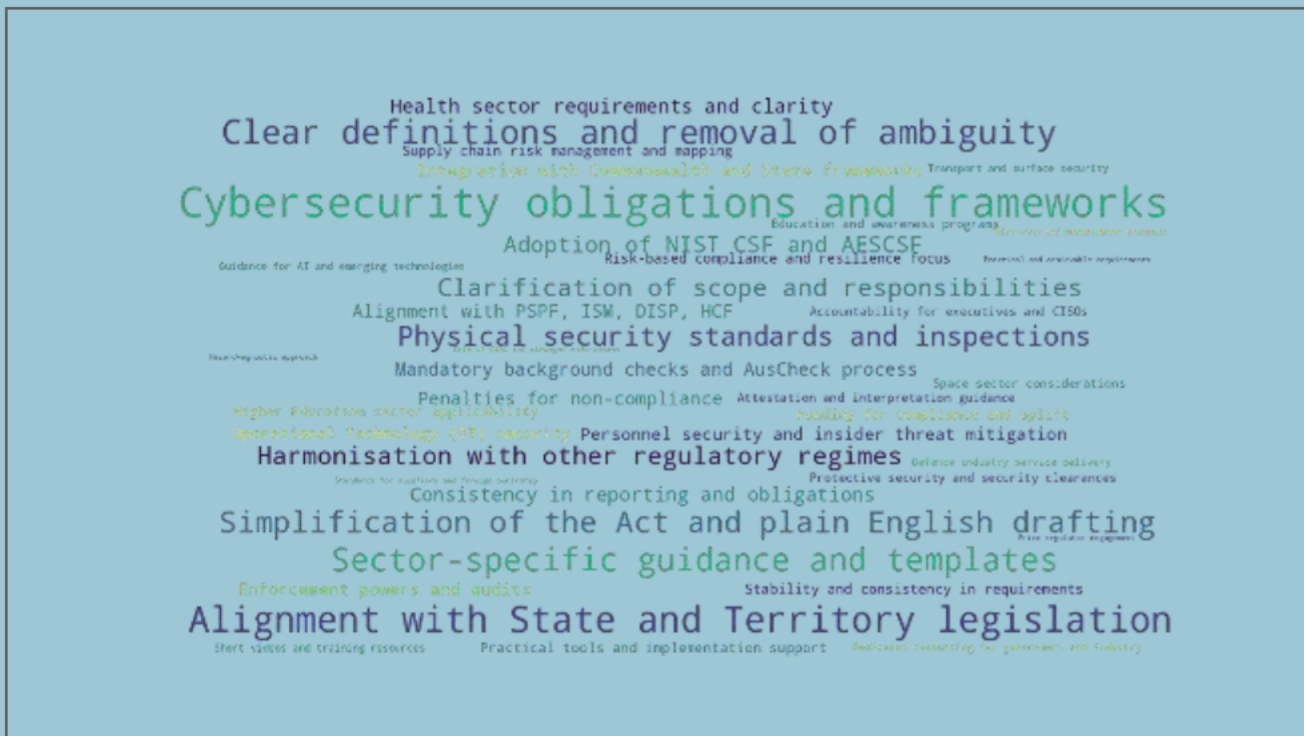 Health sector requirements and clarity
Clear definitions and removal of ambiguity
Supply chain risk management and mapping
Integration with Commonwealth and State frameworks
Transport and surface security
Cybersecurity obligations and frameworks
Education and awareness programs
Adoption of NIST CSF and AESCSF
Risk-based compliance and resilience focus
Guidance for AI and emerging technologies
Clarification of scope and responsibilities
Alignment with PSPF, ISM, DISP, HCF
Accountability for executives and CISOs
Physical security standards and inspections
Mandatory background checks and AusCheck process
Space sector considerations
Penalties for non-compliance
Attestation and interpretation guidance
Higher Education sector applicability
Funding for compliance and uplift
Operational Technology (OT) security
Personnel security and insider threat mitigation
Harmonisation with other regulatory regimes
Defence industry service delivery
Protective security and security clearances
Consistency in reporting and obligations
Simplification of the Act and plain English drafting
Sector-specific guidance and templates
Enforcement powers and audits
Stability and consistency in requirements
Alignment with State and Territory legislation
Short videos and training resources
Practical tools and implementation support